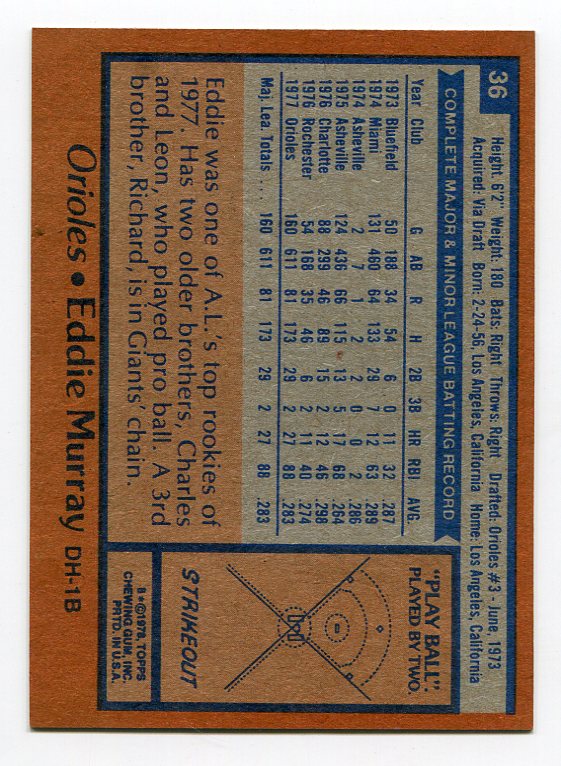 36
Height: 6'2" Weight: 180 Bats: Right Throws: Right Drafted: Orioles #3 - June, 1973
Acquired: Via Draft Born: 2-24-56, Los Angeles, California Home: Los Angeles, California
COMPLETE MAJOR & MINOR LEAGUE BATTING RECORD
Year Club G AB R H 2B 3B HR RBI AVG.
1973 Bluefield 50 188 34 54 6 0 11 32 .287
1974 Miami 131 460 64 133 29 7 12 63 .289
1974 Asheville 2 7 1 2 2 0 0 2 .286
1975 Asheville 124 436 66 115 13 5 17 68 .264
1976 Charlotte 88 299 46 89 15 2 12 46 .298
1976 Rochester 54 168 35 46 6 2 11 40 .274
1977 Orioles 160 611 81 173 29 2 27 88 .283
Maj. Lea. Totals .... 160 611 81 173 29 2 27 88 .283
Eddie was one of A.L.'s top rookies of
1977. Has two older brothers, Charles
and Leon, who played pro ball. A 3rd
brother, Richard, is in Giants' chain.
"PLAY BALL".
PLAYED BY TWO.
STRIKEOUT
B • ©1978, TOPPS
CHEWING GUM, INC.
PRTD. IN U.S.A.
Orioles • Eddie Murray DH-1B